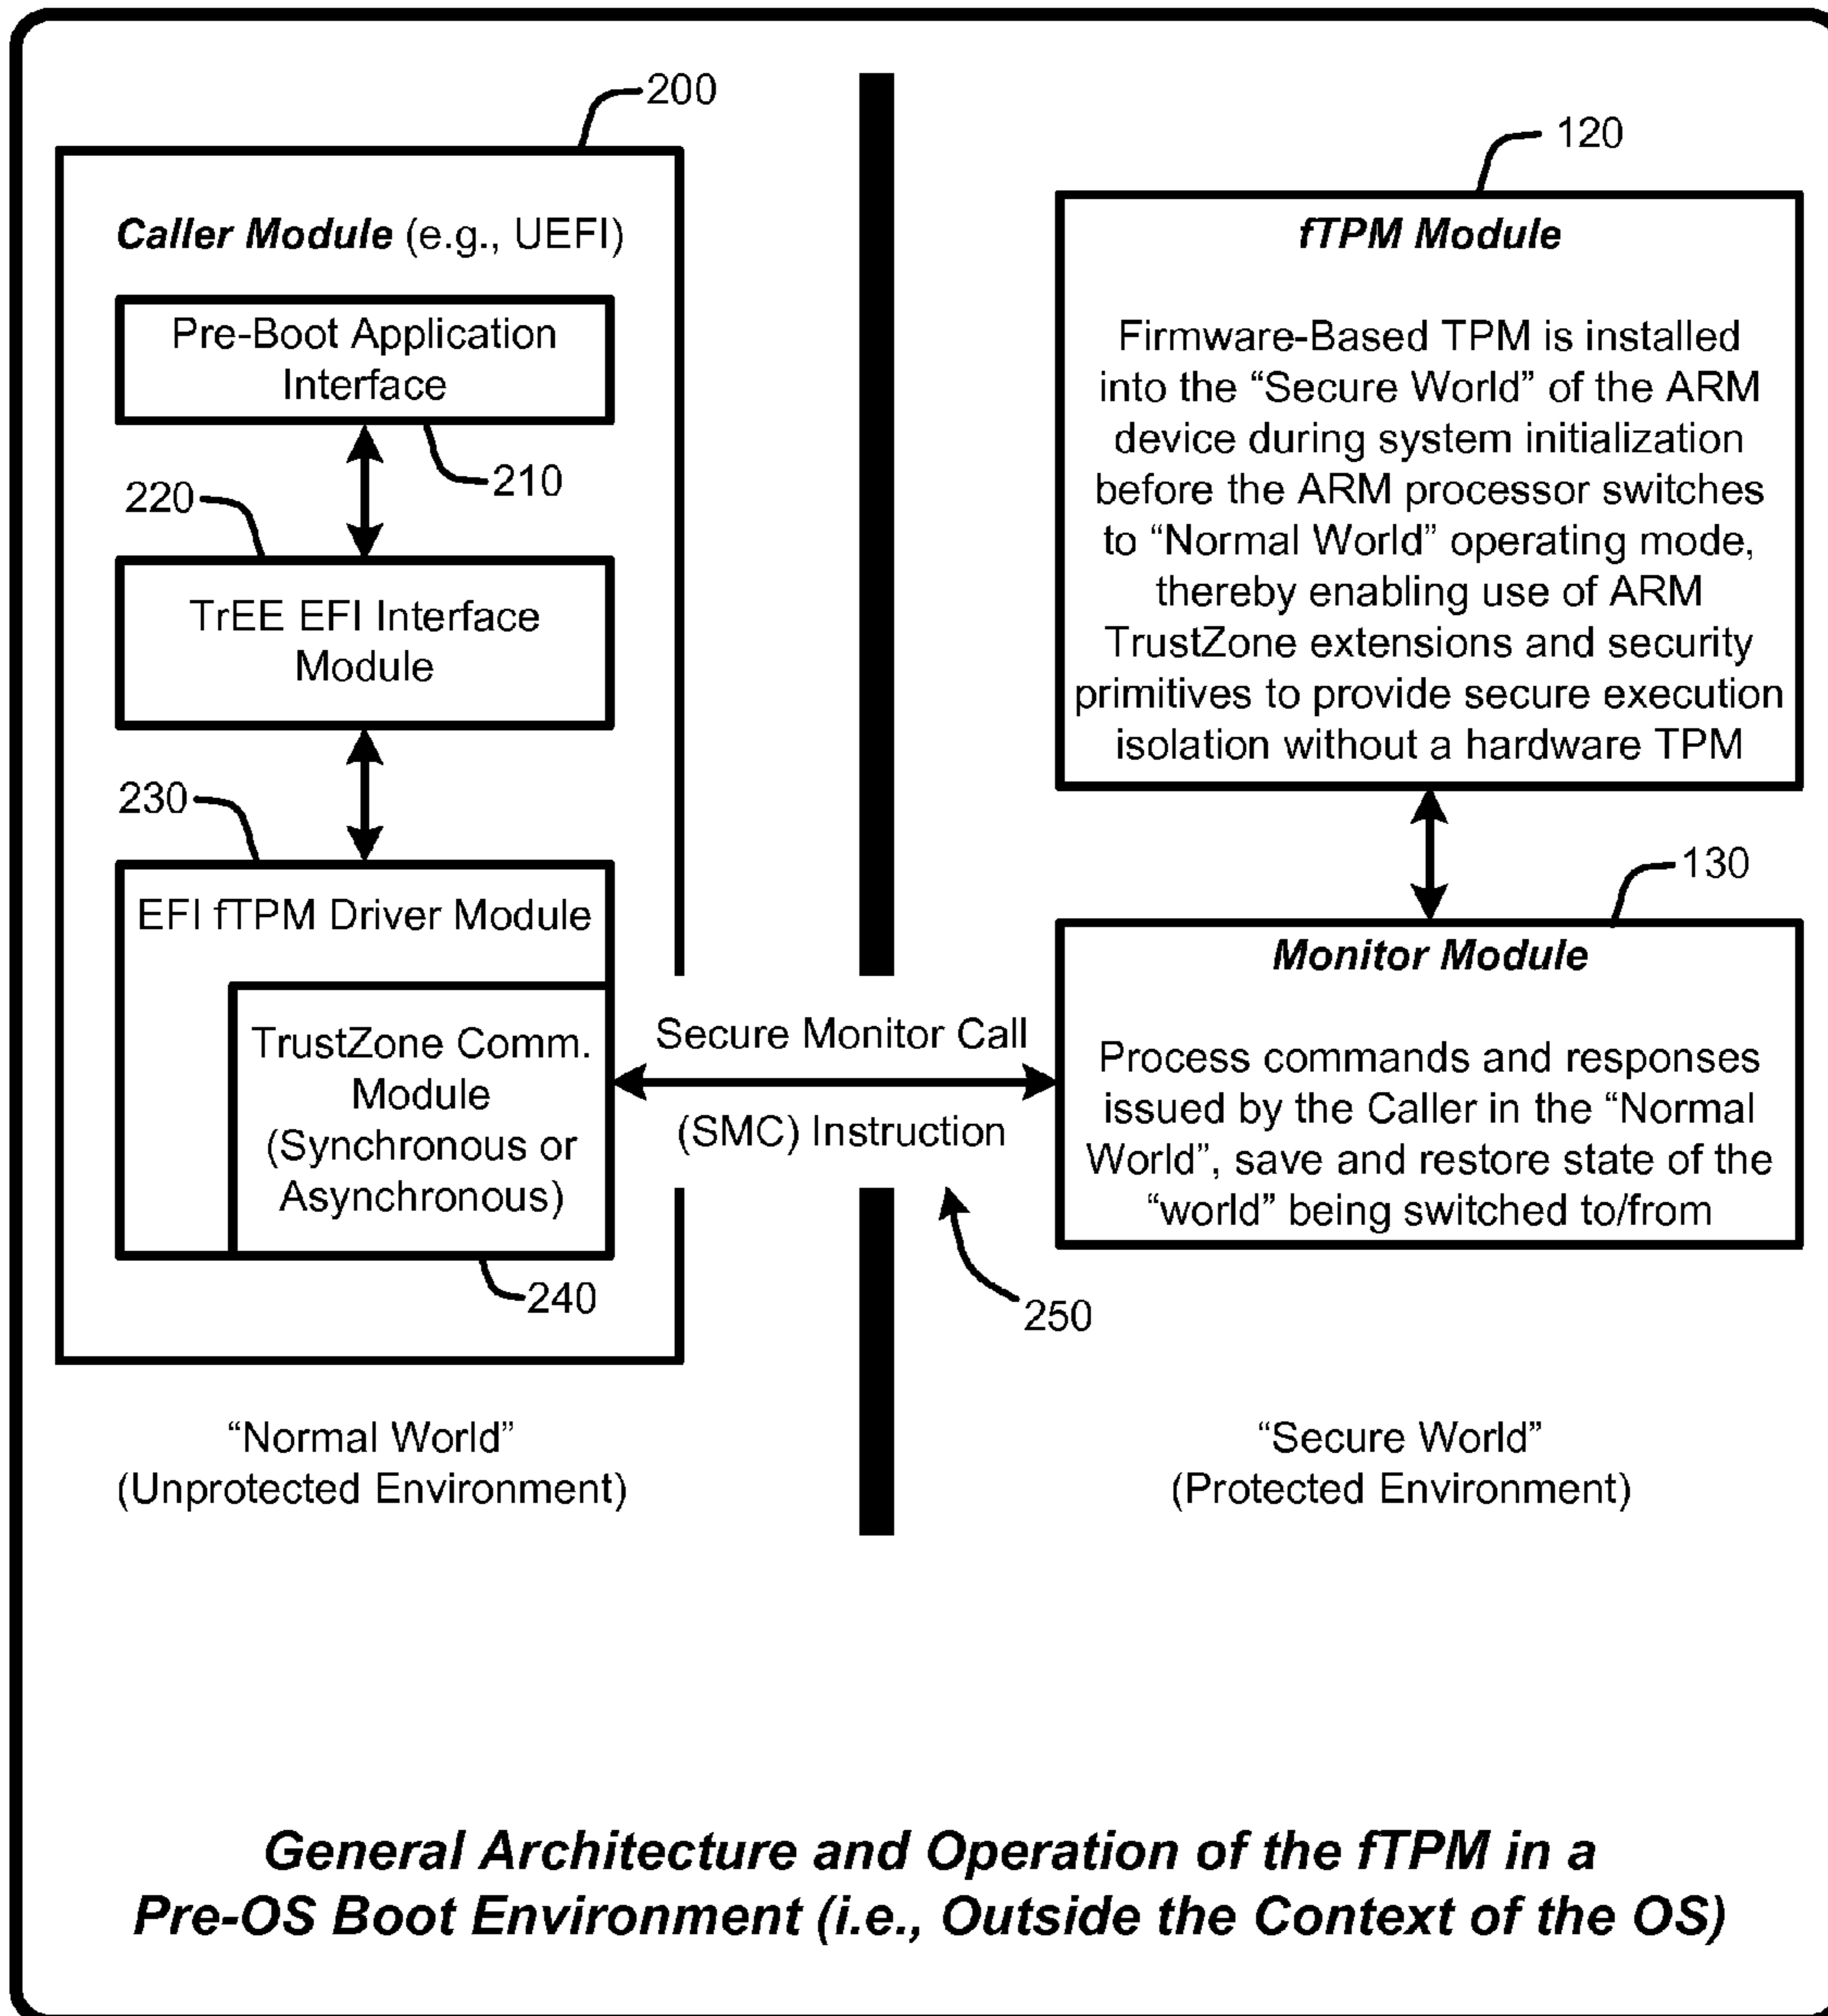 200
Caller Module (e.g., UEFI)
Pre-Boot Application
Interface
210
220
TrEE EFI Interface
Module
230
EFI fTPM Driver Module
TrustZone Comm.
Module
(Synchronous or
Asynchronous)
240
“Normal World”
(Unprotected Environment)
Secure Monitor Call
(SMC) Instruction
250
120
fTPM Module
Firmware-Based TPM is installed
into the “Secure World” of the ARM
device during system initialization
before the ARM processor switches
to “Normal World” operating mode,
thereby enabling use of ARM
TrustZone extensions and security
primitives to provide secure execution
isolation without a hardware TPM
130
Monitor Module
Process commands and responses
issued by the Caller in the “Normal
World”, save and restore state of the
“world” being switched to/from
“Secure World”
(Protected Environment)
General Architecture and Operation of the fTPM in a
Pre-OS Boot Environment (i.e., Outside the Context of the OS)